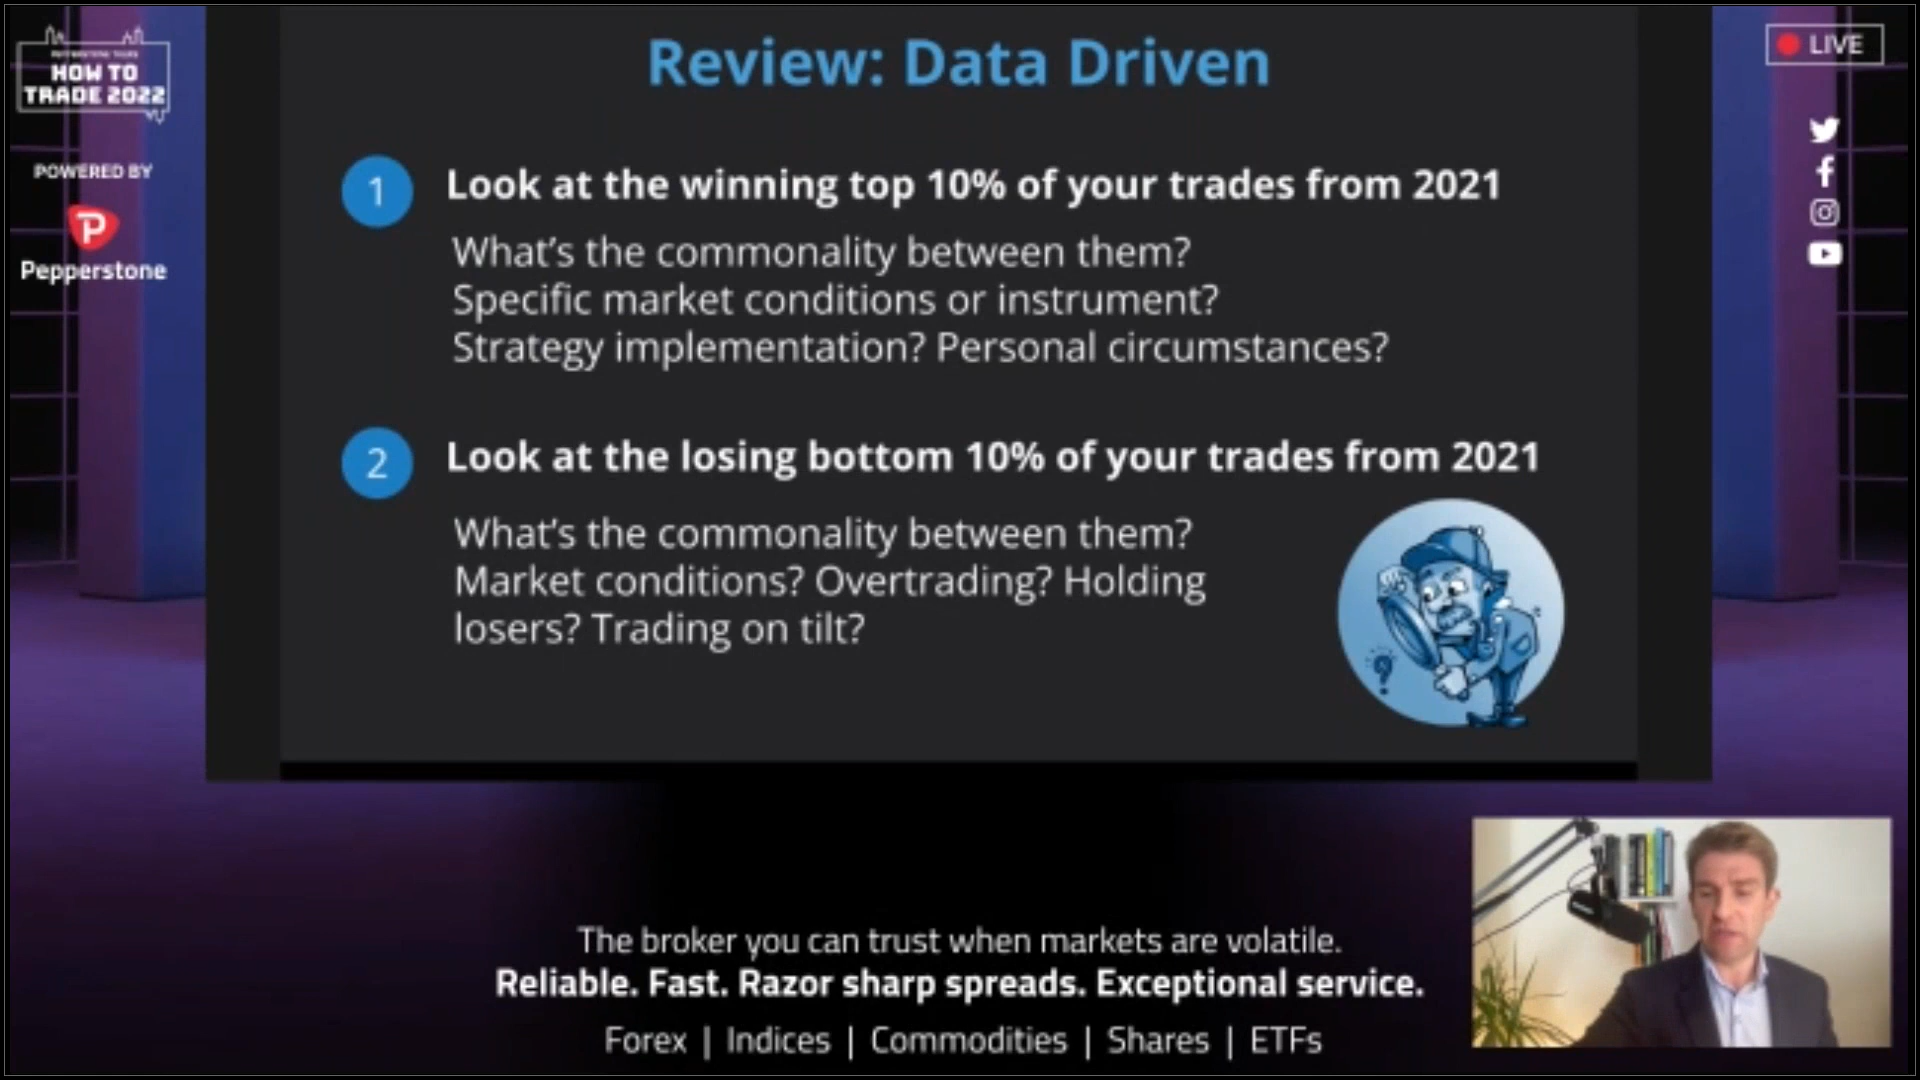 Review: Data Driven
LIVE
HOW TO
TRADE 2022
POWERED BY
P
Pepperstone
1
Look at the winning top 10% of your trades from 2021
What's the commonality between them?
Specific market conditions or instrument?
Strategy implementation? Personal circumstances?
2
Look at the losing bottom 10% of your trades from 2021
What's the commonality between them?
Market conditions? Overtrading? Holding
losers? Trading on tilt?
?
The broker you can trust when markets are volatile.
Reliable. Fast. Razor sharp spreads. Exceptional service.
Forex | Indices | Commodities | Shares | ETFs